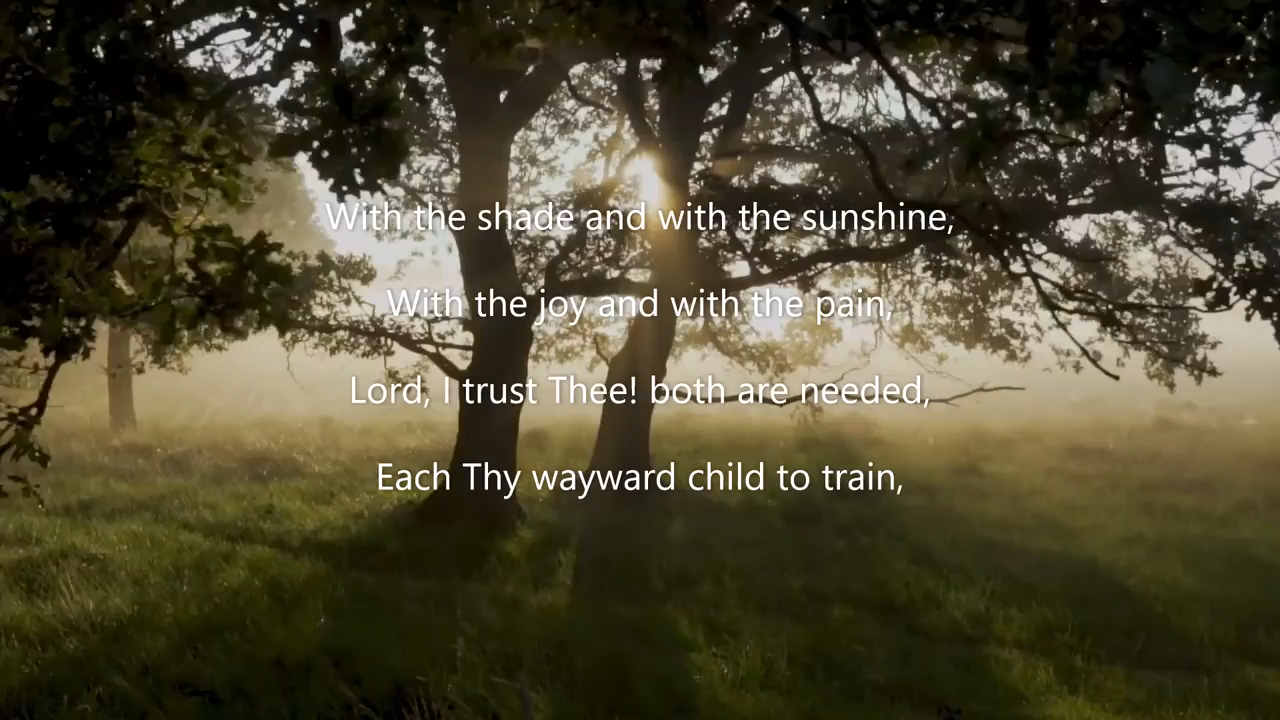 With the shade and with the sunshine,
With the joy and with the pain,
Lord, I trust Thee! both are needed,
Each Thy wayward child to train,